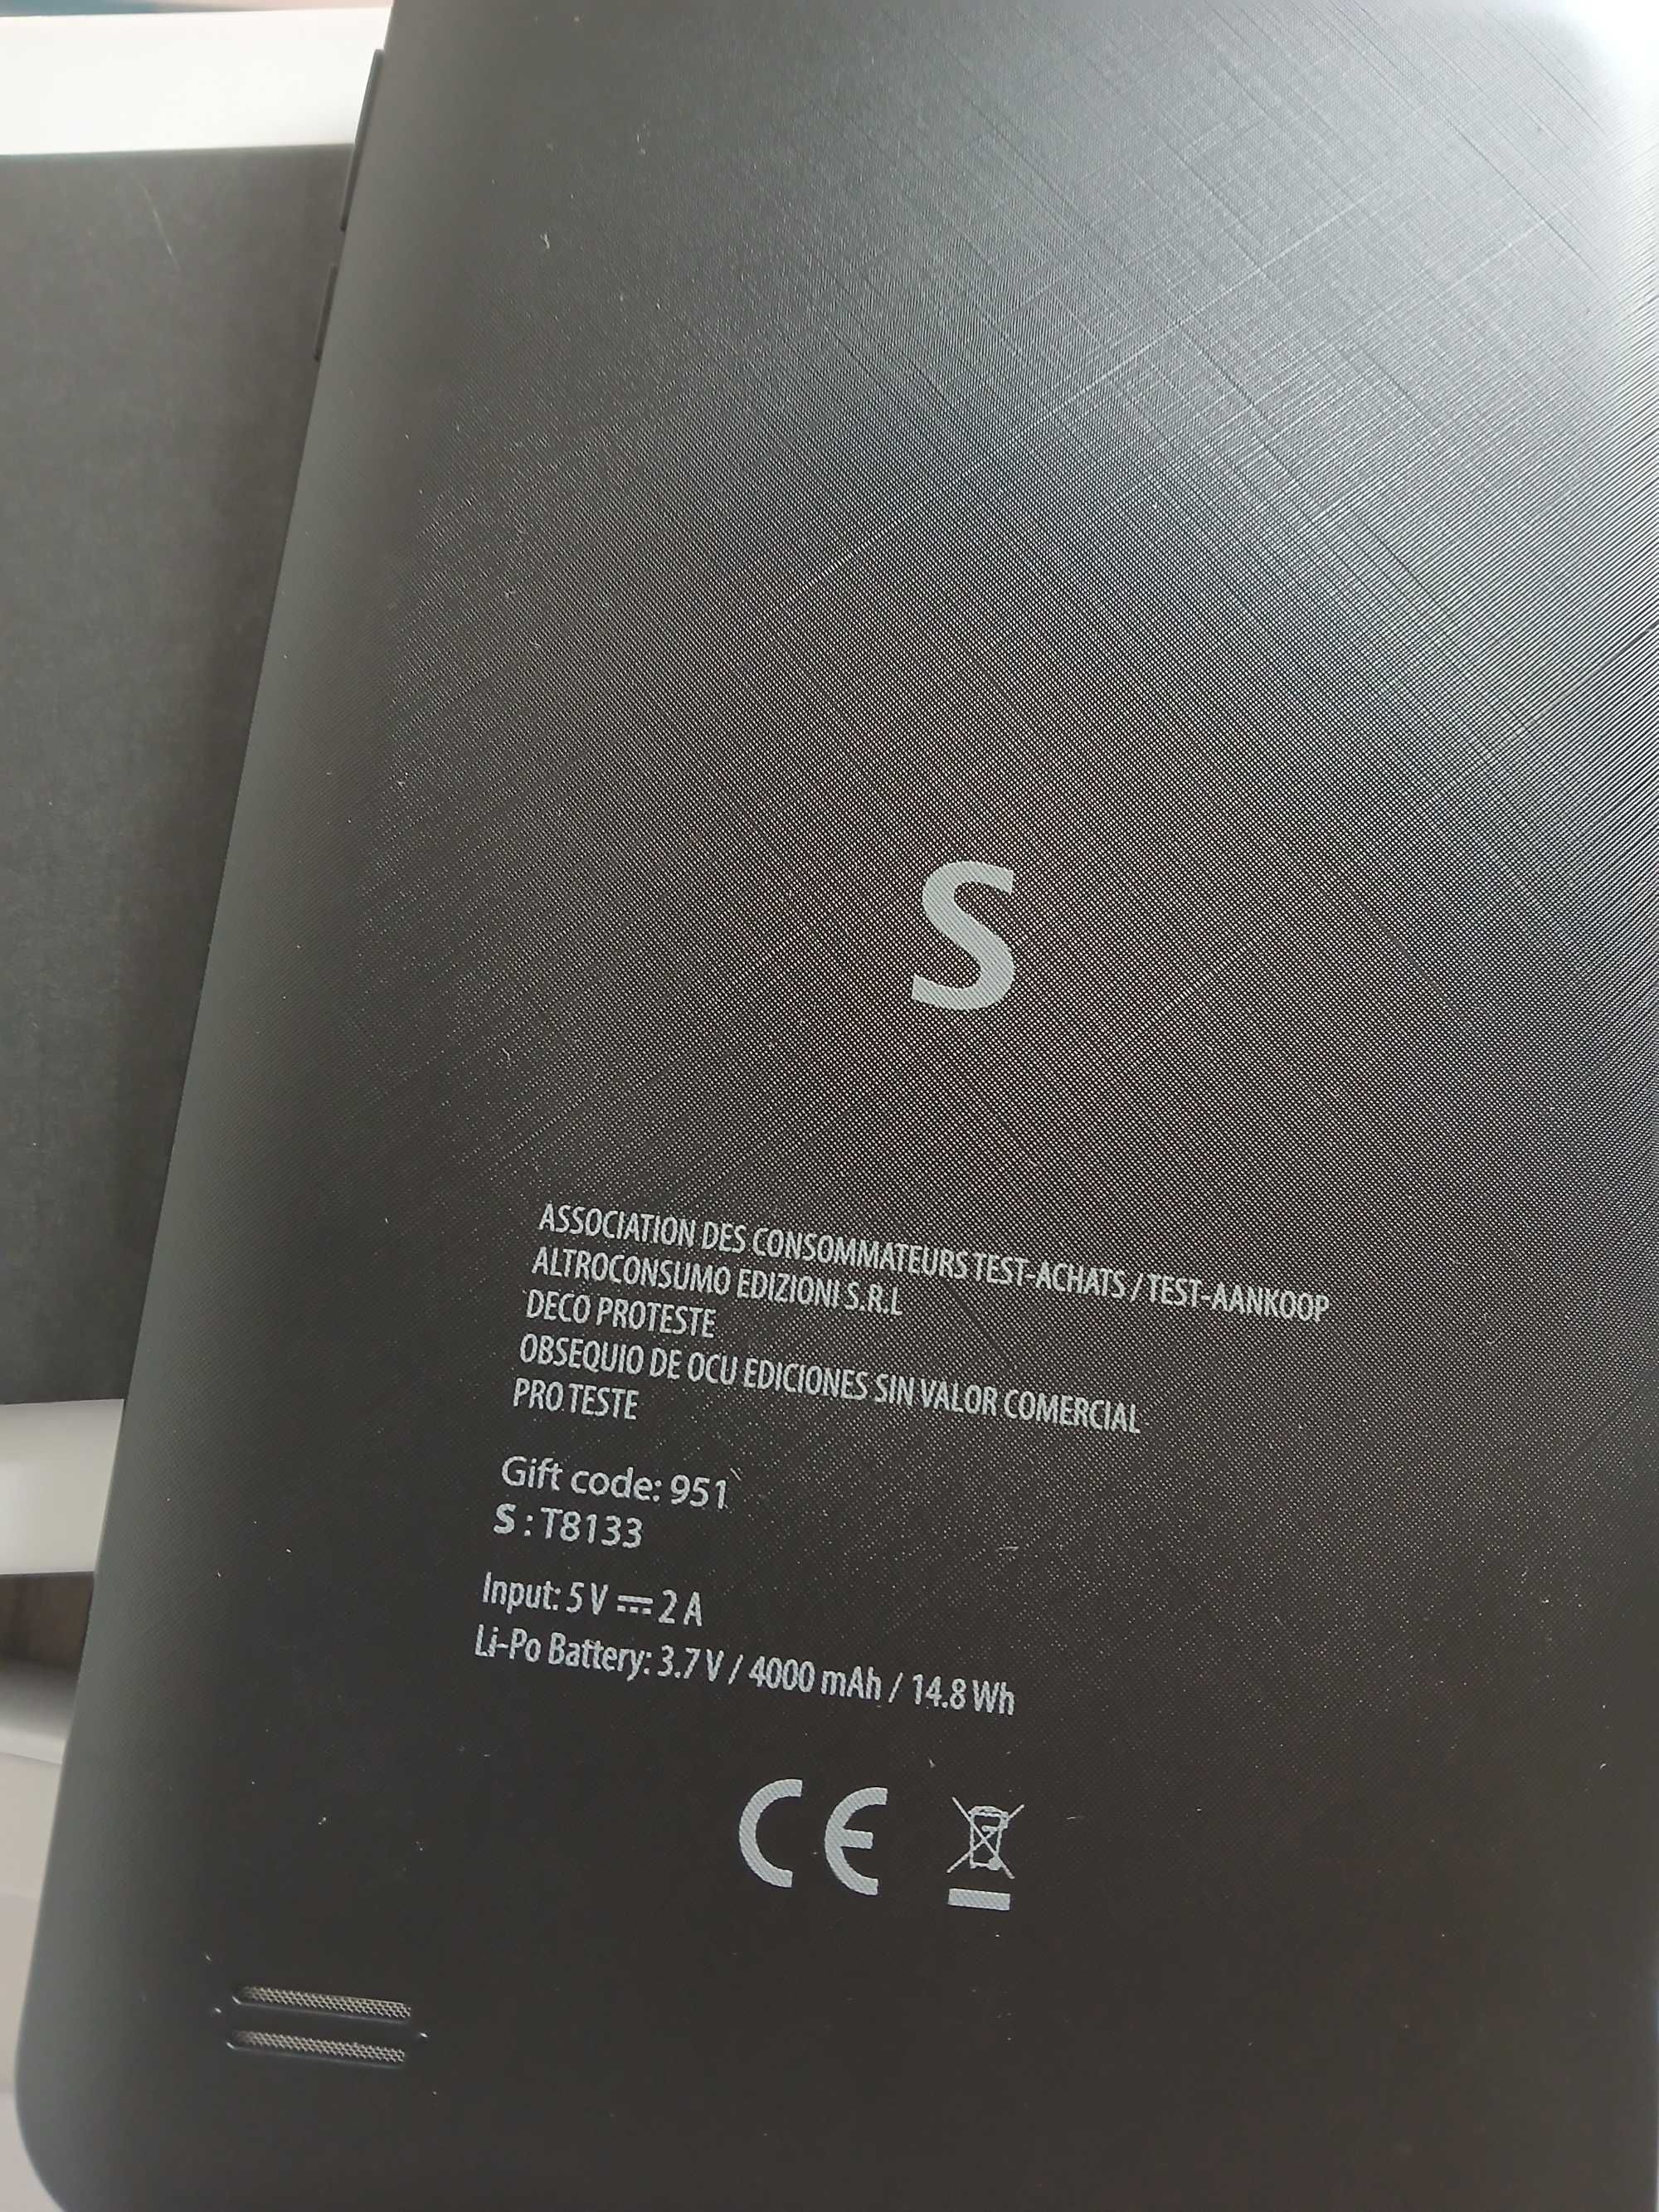 S
ASSOCIATION DES CONSOMMATEURS TEST-ACHATS / TEST-AANKOOP
ALTROCONSUMO EDIZIONI S.R.L
DECO PROTESTE
OBSEQUIO DE OCU EDICIONES SIN VALOR COMERCIAL
PRO TESTE
Gift code: 951
S : T8133
Input: 5 V ⎓ 2 A
Li-Po Battery: 3.7 V / 4000 mAh / 14.8 Wh
CE